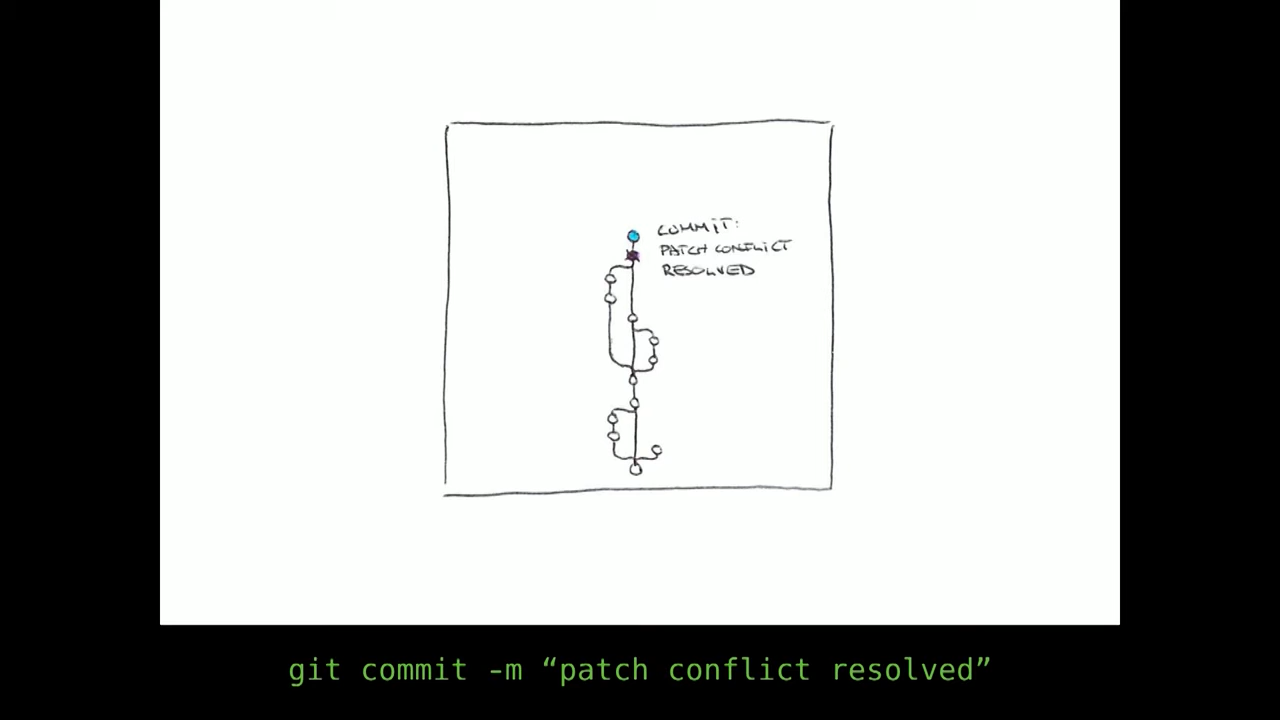 COMMIT:
PATCH CONFLICT
RESOLVED
git commit -m “patch conflict resolved”